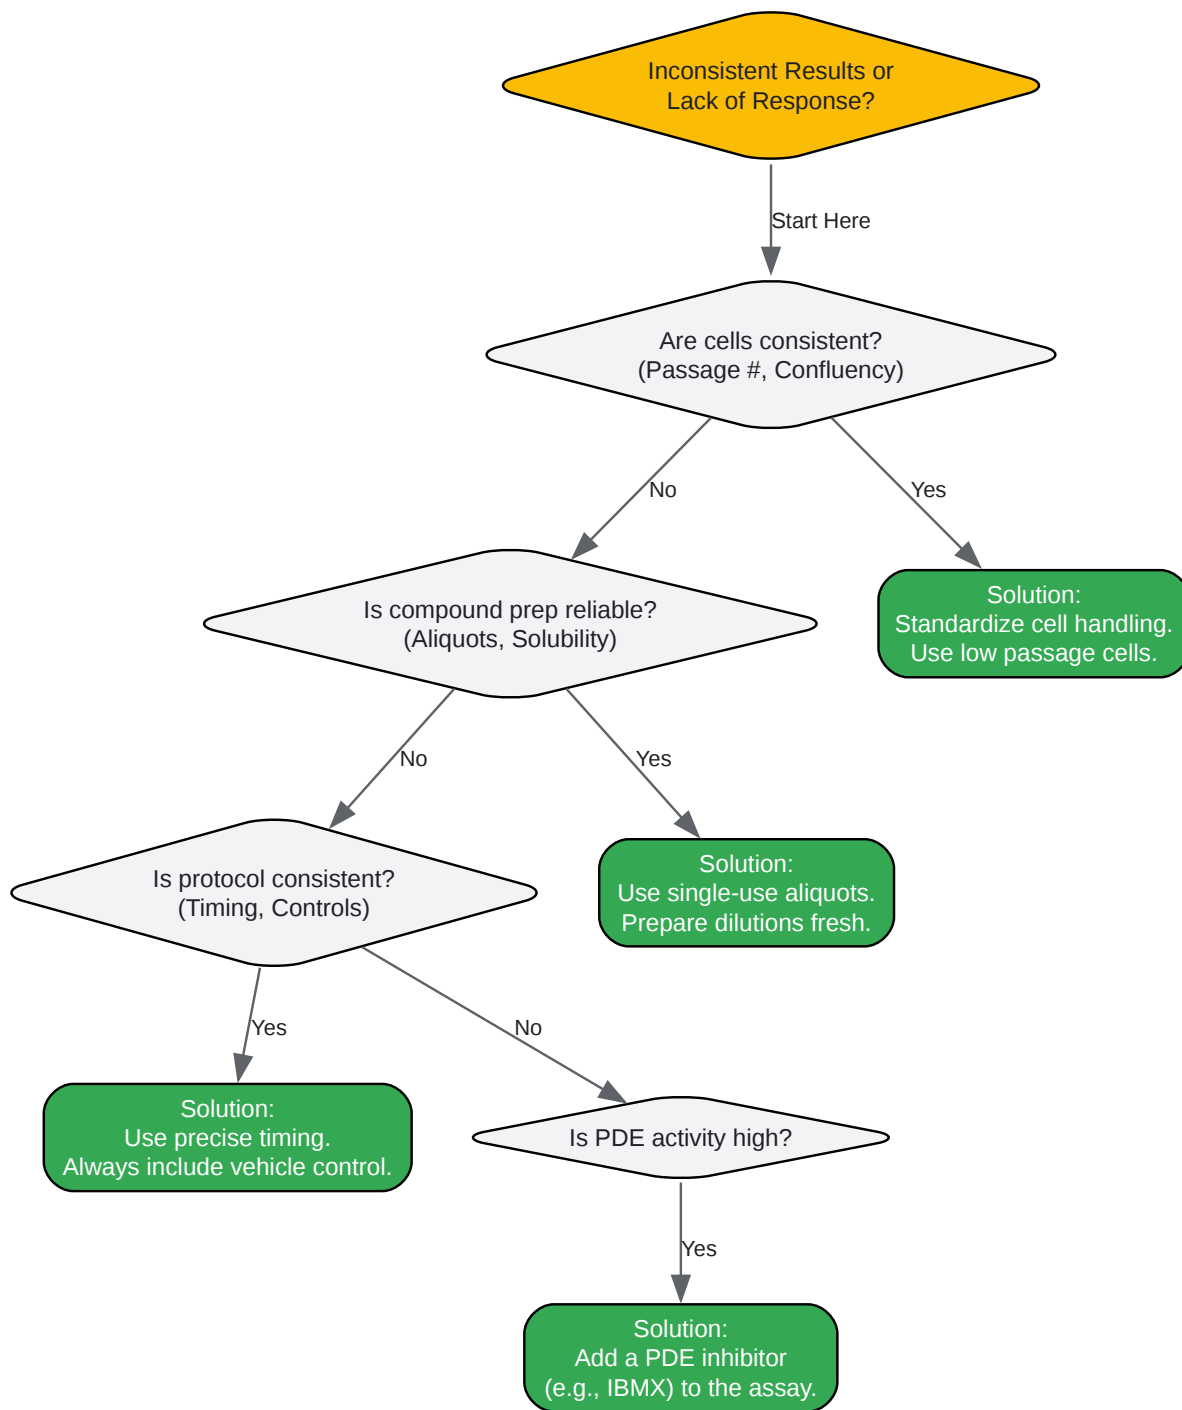 Inconsistent Results or
Lack of Response?
Start Here
Are cells consistent?
(Passage #, Confluency)
No
Yes
Is compound prep reliable?
(Aliquots, Solubility)
Solution:
Standardize cell handling.
Use low passage cells.
No
Yes
Is protocol consistent?
(Timing, Controls)
Solution:
Use single-use aliquots.
Prepare dilutions fresh.
Yes
No
Solution:
Use precise timing.
Always include vehicle control.
Is PDE activity high?
Yes
Solution:
Add a PDE inhibitor
(e.g., IBMX) to the assay.